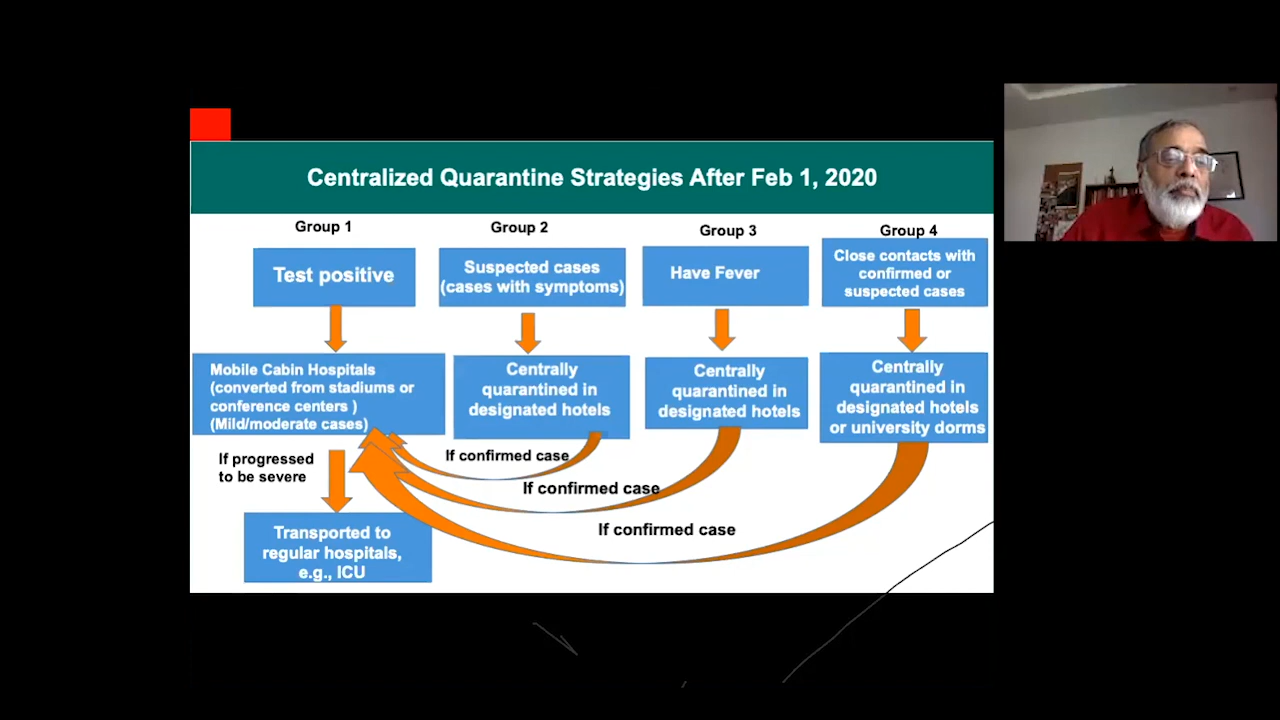 Centralized Quarantine Strategies After Feb 1, 2020
Group 1
Group 2
Group 3
Group 4
Test positive
Suspected cases
(cases with symptoms)
Have Fever
Close contacts with
confirmed or
suspected cases
Mobile Cabin Hospitals
(converted from stadiums or
conference centers )
(Mild/moderate cases)
Centrally
quarantined in
designated hotels
Centrally
quarantined in
designated hotels
Centrally
quarantined in
designated hotels
or university dorms
If progressed
to be severe
If confirmed case
If confirmed case
If confirmed case
Transported to
regular hospitals,
e.g., ICU